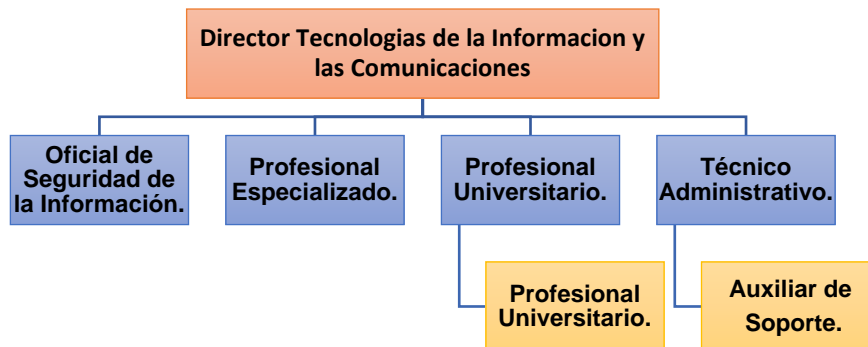 Director Tecnologias de la Informacion y
las Comunicaciones
Oficial de
Seguridad de
la Información.
Profesional
Especializado.
Profesional
Universitario.
Técnico
Administrativo.
Profesional
Universitario.
Auxiliar de
Soporte.